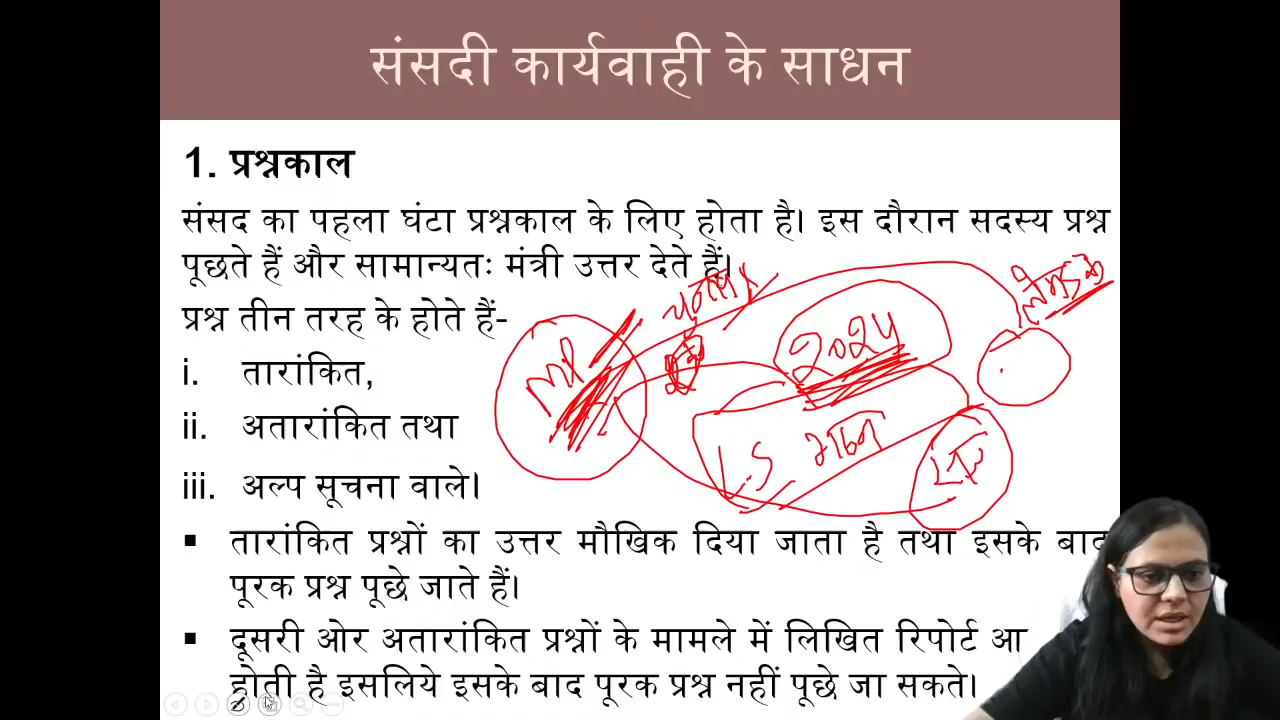 संसदी कार्यवाही के साधन
1. प्रश्नकाल
संसद का पहला घंटा प्रश्नकाल के लिए होता है। इस दौरान सदस्य प्रश्न
पूछते हैं और सामान्यतः मंत्री उत्तर देते हैं।
प्रश्न तीन तरह के होते हैं-
i. तारांकित,
ii. अतारांकित तथा
iii. अल्प सूचना वाले।
MP
2024
L.S
▪ तारांकित प्रश्नों का उत्तर मौखिक दिया जाता है तथा इसके बाद
पूरक प्रश्न पूछे जाते हैं।
▪ दूसरी ओर अतारांकित प्रश्नों के मामले में लिखित रिपोर्ट आ
होती है इसलिये इसके बाद पूरक प्रश्न नहीं पूछे जा सकते।